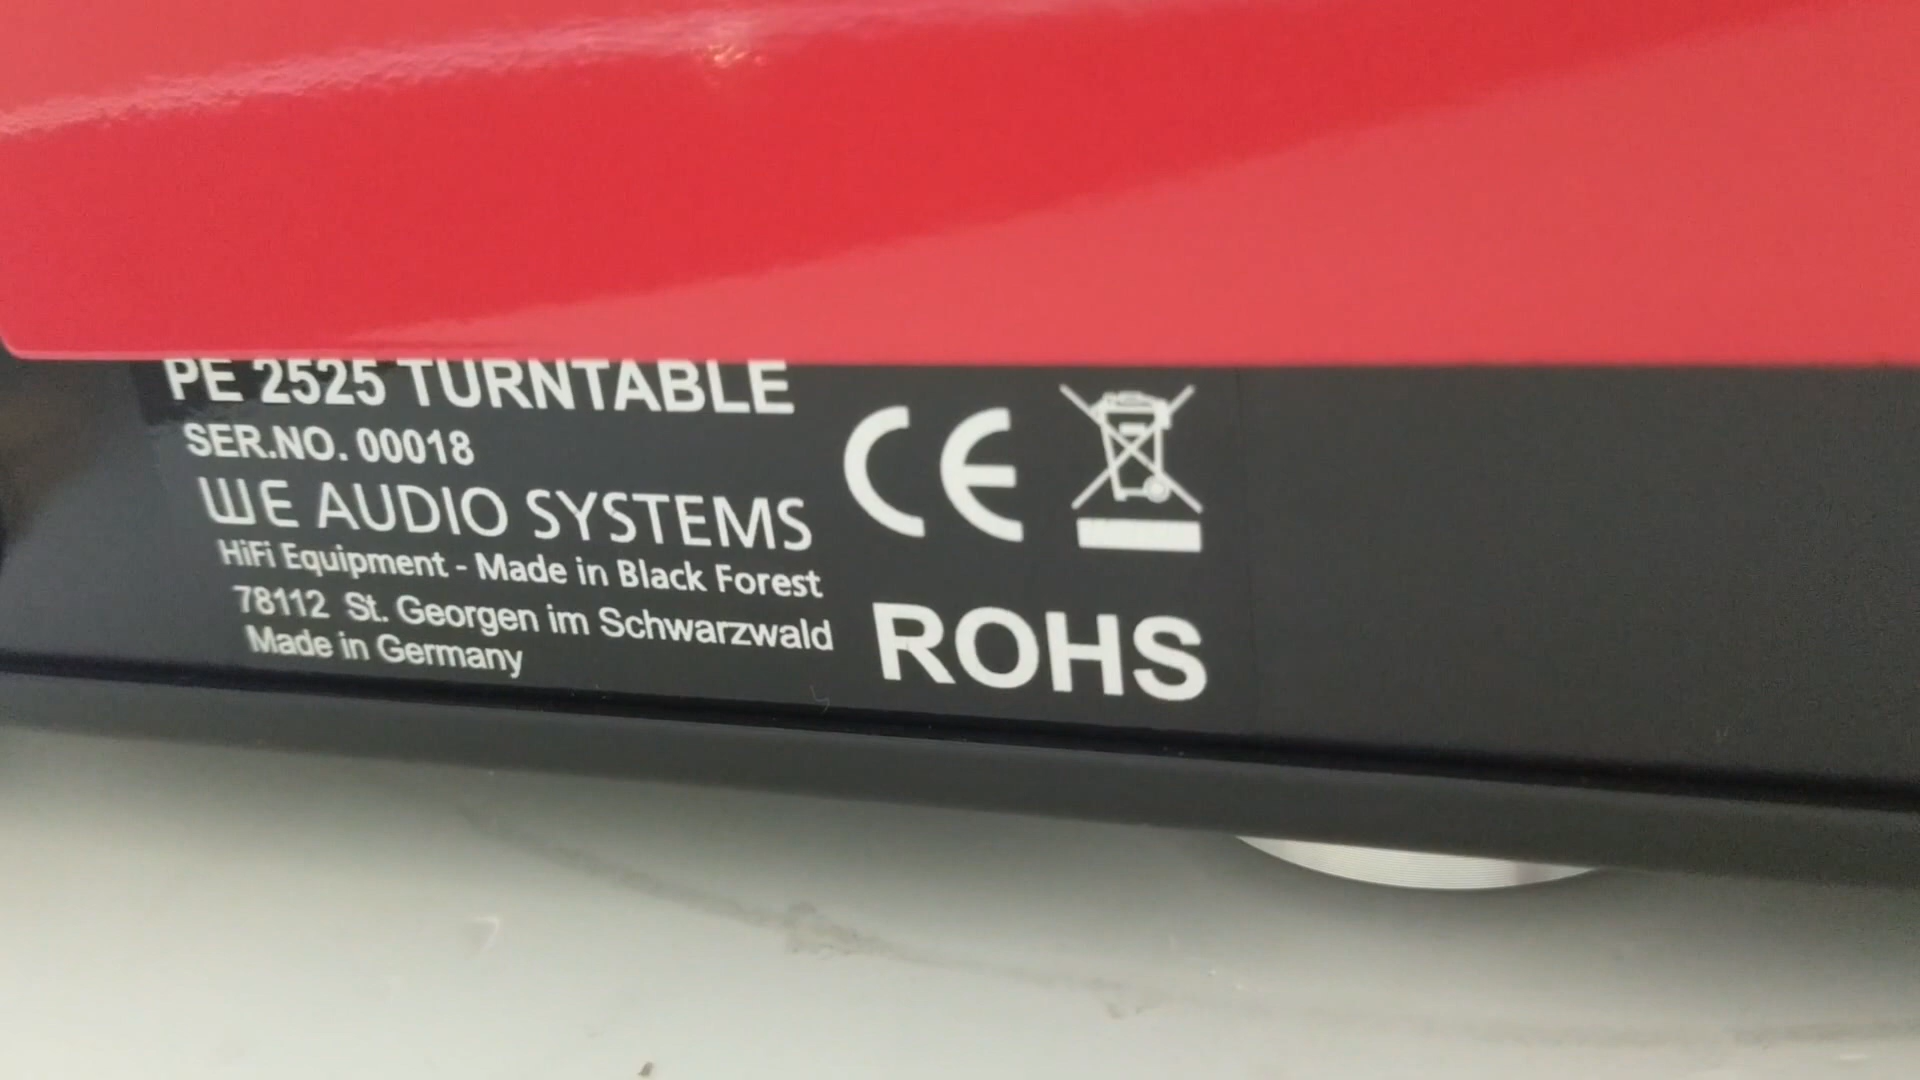 PE 2525 TURNTABLE
SER.NO. 00018
WE AUDIO SYSTEMS
HiFi Equipment - Made in Black Forest
78112 St. Georgen im Schwarzwald
Made in Germany
CE
ROHS